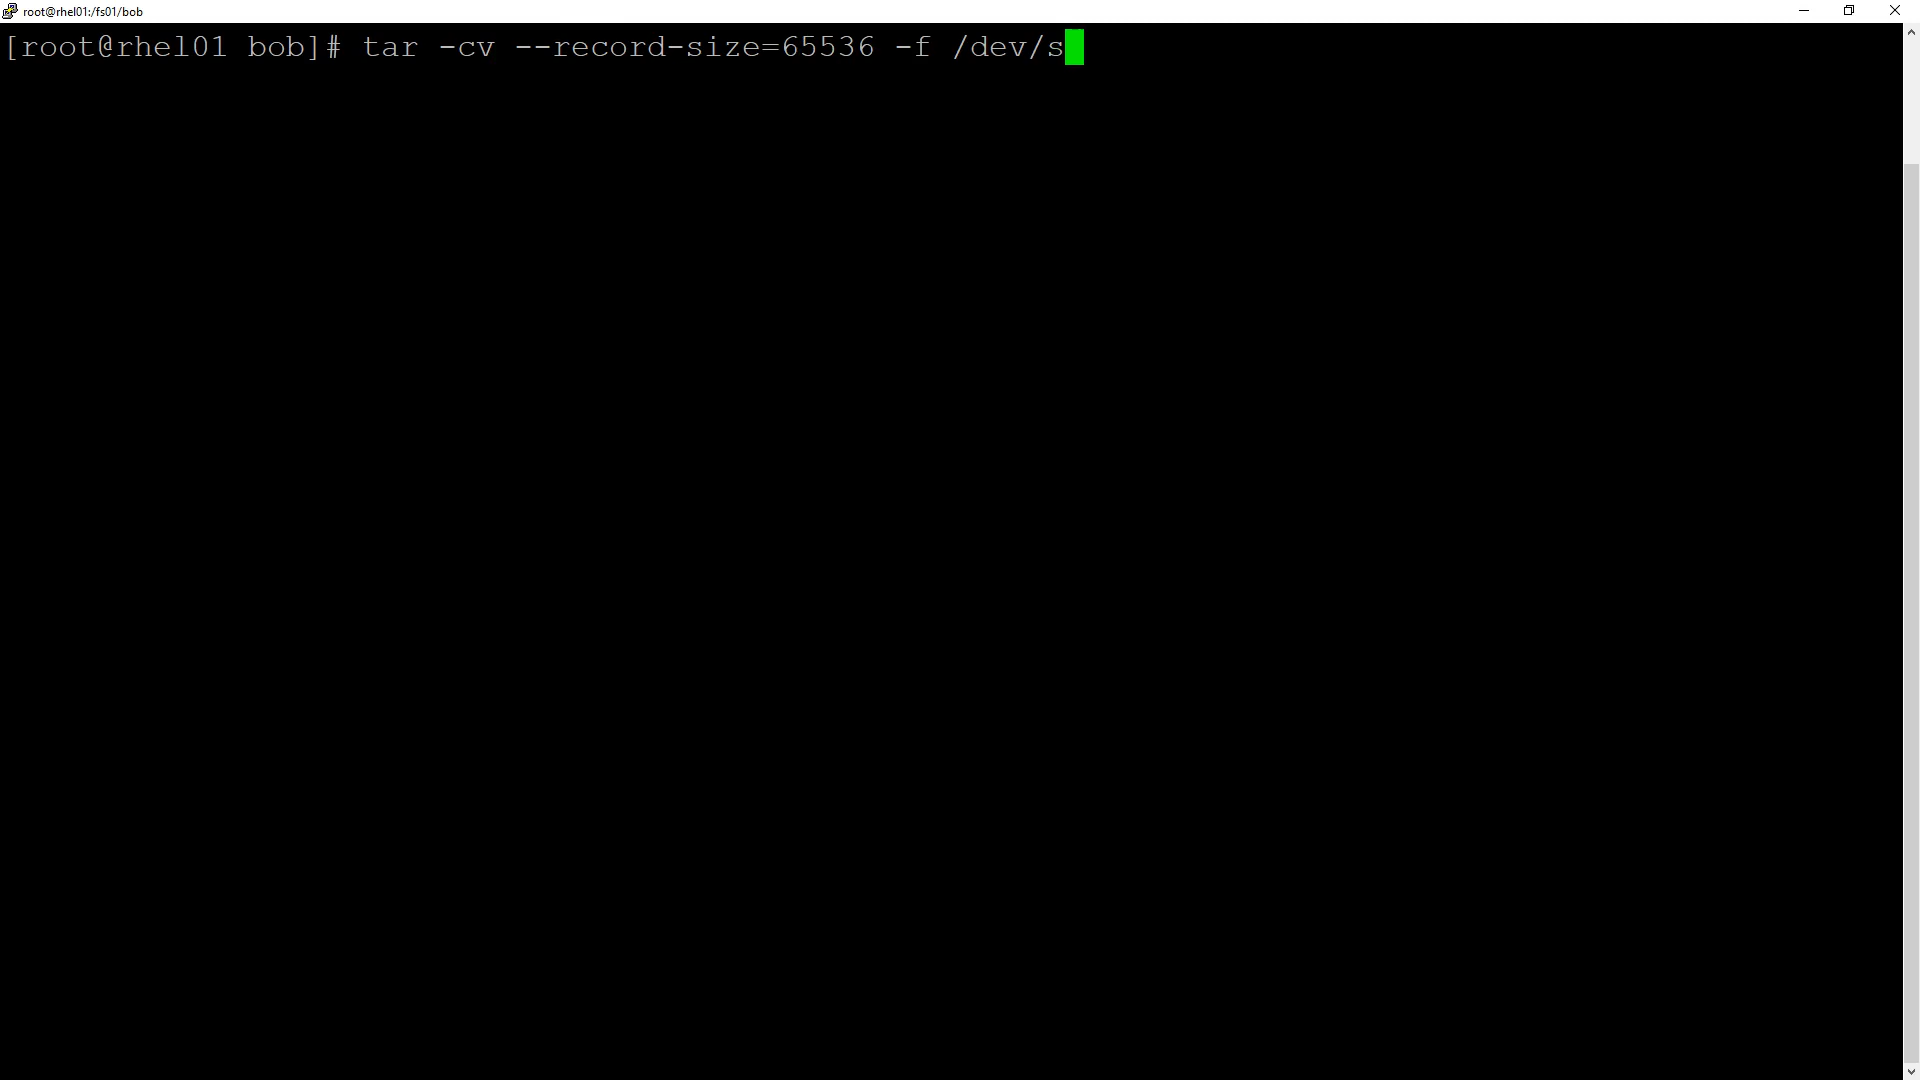 root@rhel01:/fs01/bob
[root@rhel01 bob]# tar -cv --record-size=65536 -f /dev/s